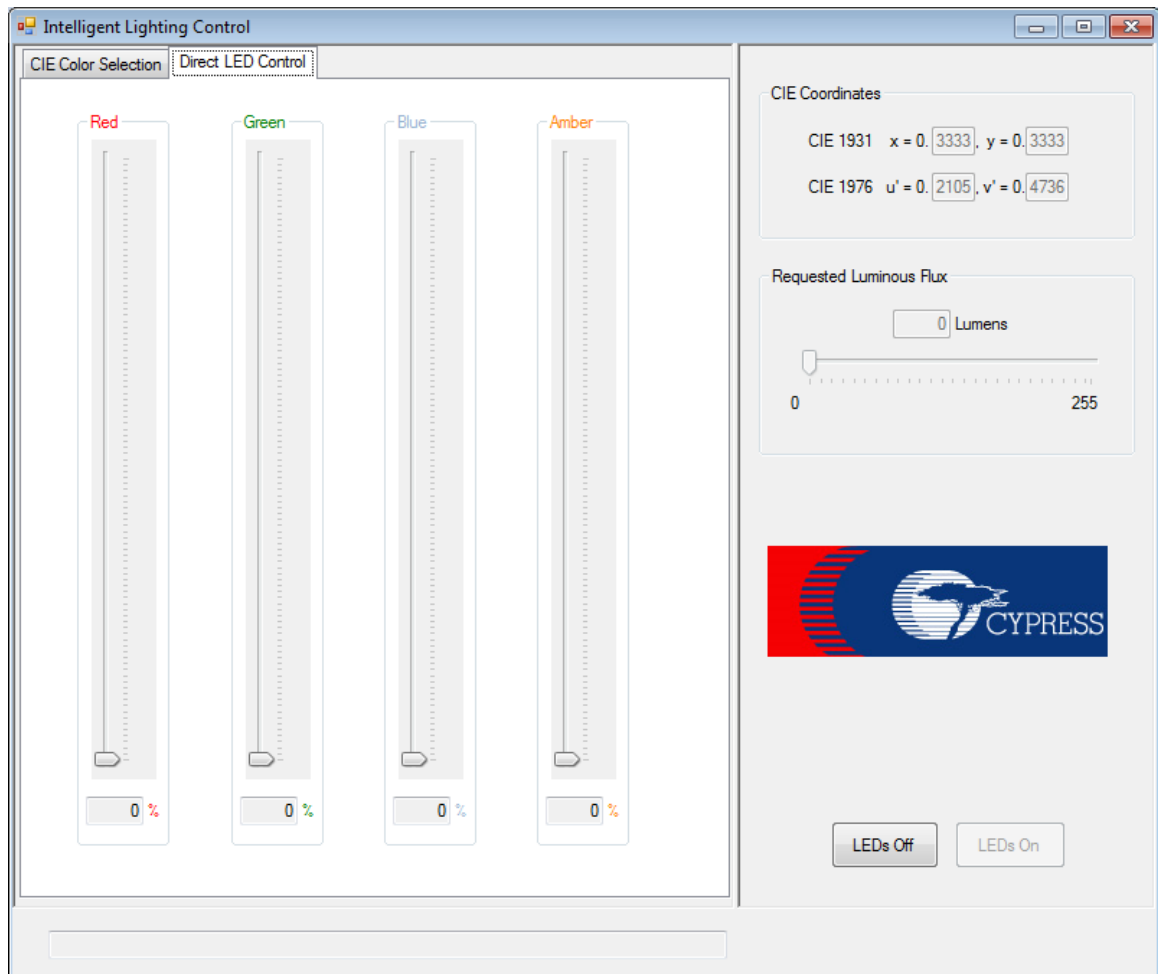 Intelligent Lighting Control
CIE Color Selection Direct LED Control
Red Green Blue Amber
0 % 0 % 0 % 0 %
CIE Coordinates
CIE 1931 x = 0. 3333 , y = 0. 3333
CIE 1976 u' = 0. 2105 , v' = 0. 4736
Requested Luminous Flux
0 Lumens
0 255
CYPRESS
LEDs Off LEDs On